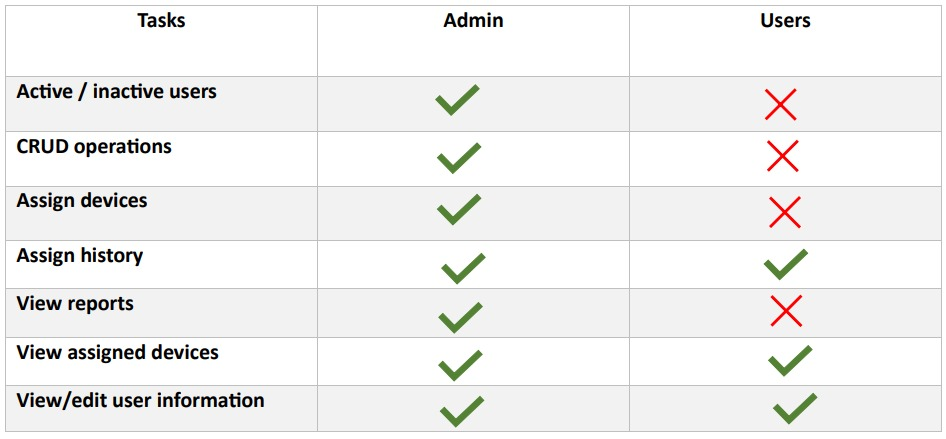 Tasks Admin Users
Active / inactive users
CRUD operations
Assign devices
Assign history
View reports
View assigned devices
View/edit user information